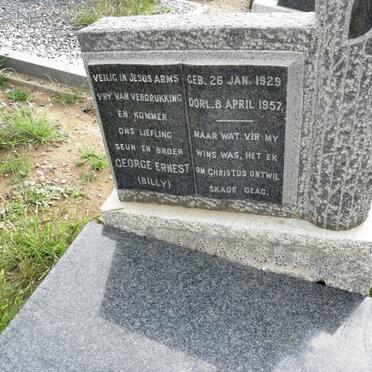 VEILIG IN JESUS ARMS
VRY VAN VERDRUKKING
EN KOMMER
ONS LIEFLING
SEUN EN BROER
GEORGE ERNEST
(BILLY)
GEB. 26 JAN. 1929
OORL. 8 APRIL 1957
MAAR WAT VIR MY
WINS WAS, HET EK
OM CHRISTUS ONTWIL
SKADE GEAG.